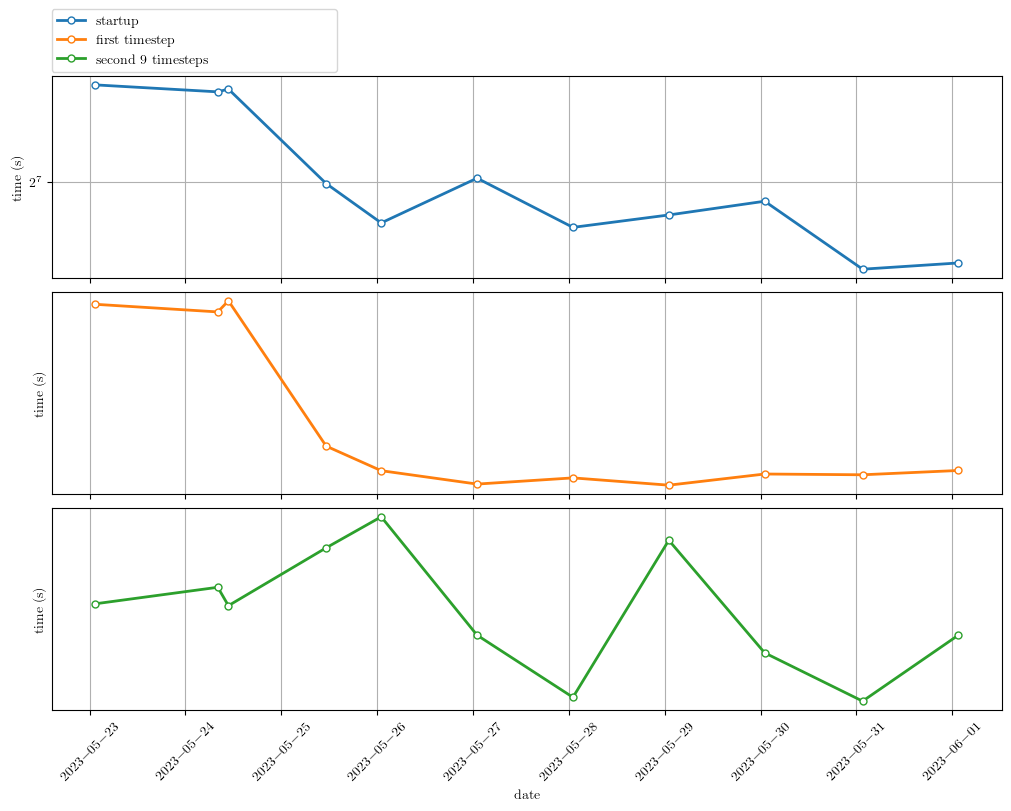 startup
first timestep
second 9 timesteps
time (s)
2⁷
time (s)
time (s)
2023−05−23
2023−05−24
2023−05−25
2023−05−26
2023−05−27
2023−05−28
2023−05−29
2023−05−30
2023−05−31
2023−06−01
date